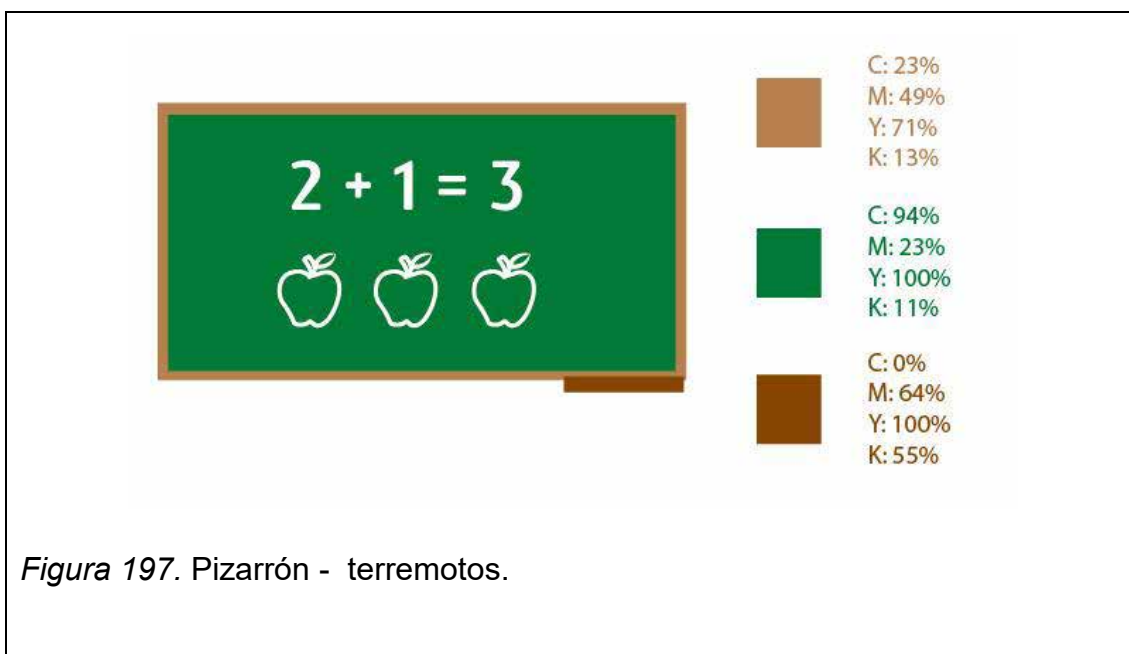 2 + 1 = 3
C: 23%
M: 49%
Y: 71%
K: 13%
C: 94%
M: 23%
Y: 100%
K: 11%
C: 0%
M: 64%
Y: 100%
K: 55%
Figura 197. Pizarrón - terremotos.